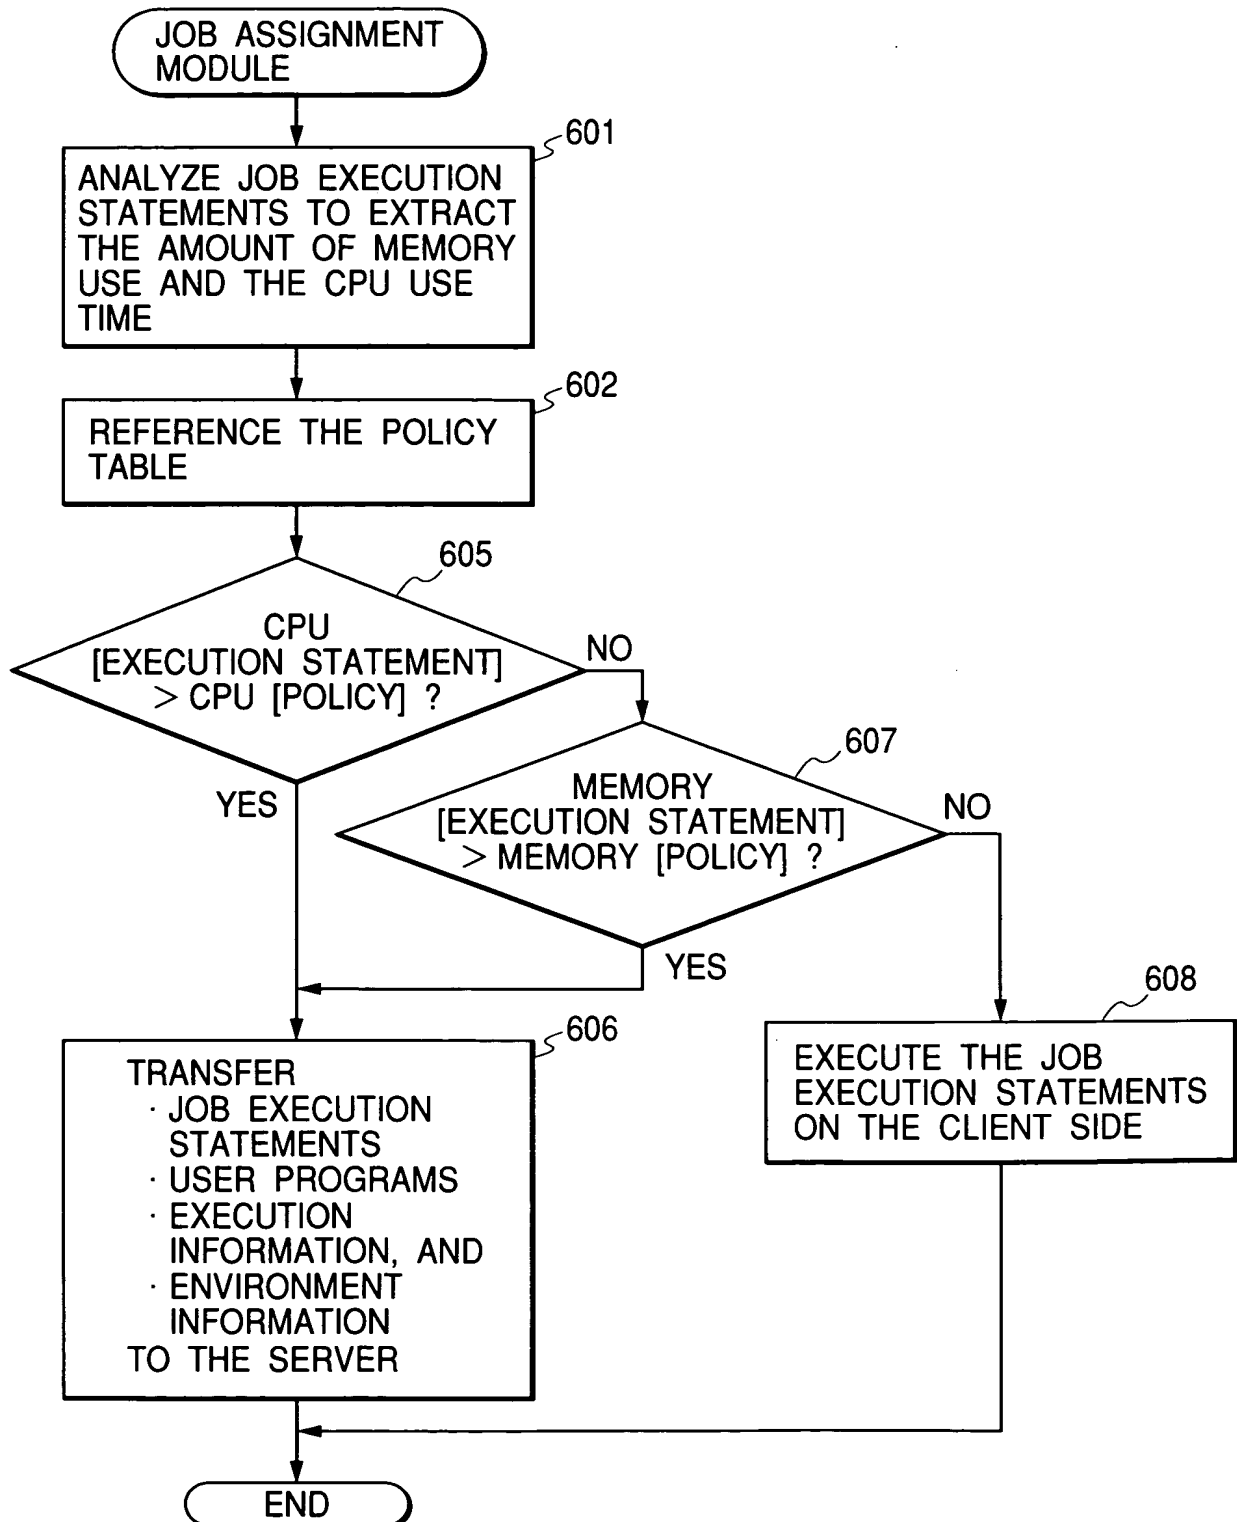 JOB ASSIGNMENT
MODULE
601
ANALYZE JOB EXECUTION
STATEMENTS TO EXTRACT
THE AMOUNT OF MEMORY
USE AND THE CPU USE
TIME
602
REFERENCE THE POLICY
TABLE
605
CPU
[EXECUTION STATEMENT]
> CPU [POLICY] ?
NO
YES
607
MEMORY
[EXECUTION STATEMENT]
> MEMORY [POLICY] ?
NO
YES
606
TRANSFER
· JOB EXECUTION
STATEMENTS
· USER PROGRAMS
· EXECUTION
INFORMATION, AND
· ENVIRONMENT
INFORMATION
TO THE SERVER
608
EXECUTE THE JOB
EXECUTION STATEMENTS
ON THE CLIENT SIDE
END